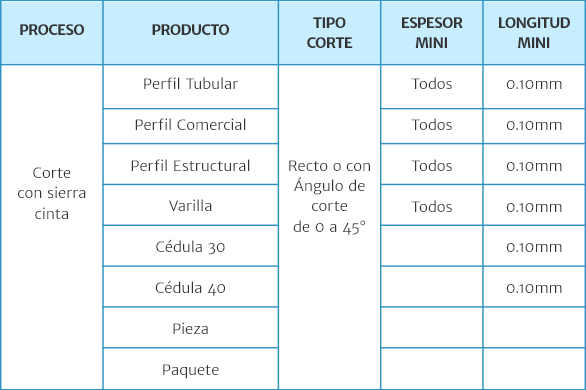 PROCESO PRODUCTO TIPO CORTE ESPESOR MINI LONGITUD MINI
Perfil Tubular Todos 0.10mm
Perfil Comercial Todos 0.10mm
Corte con sierra cinta
Perfil Estructural Recto o con Ángulo de corte de 0 a 45° Todos 0.10mm
Varilla Todos 0.10mm
Cédula 30 0.10mm
Cédula 40 0.10mm
Pieza
Paquete